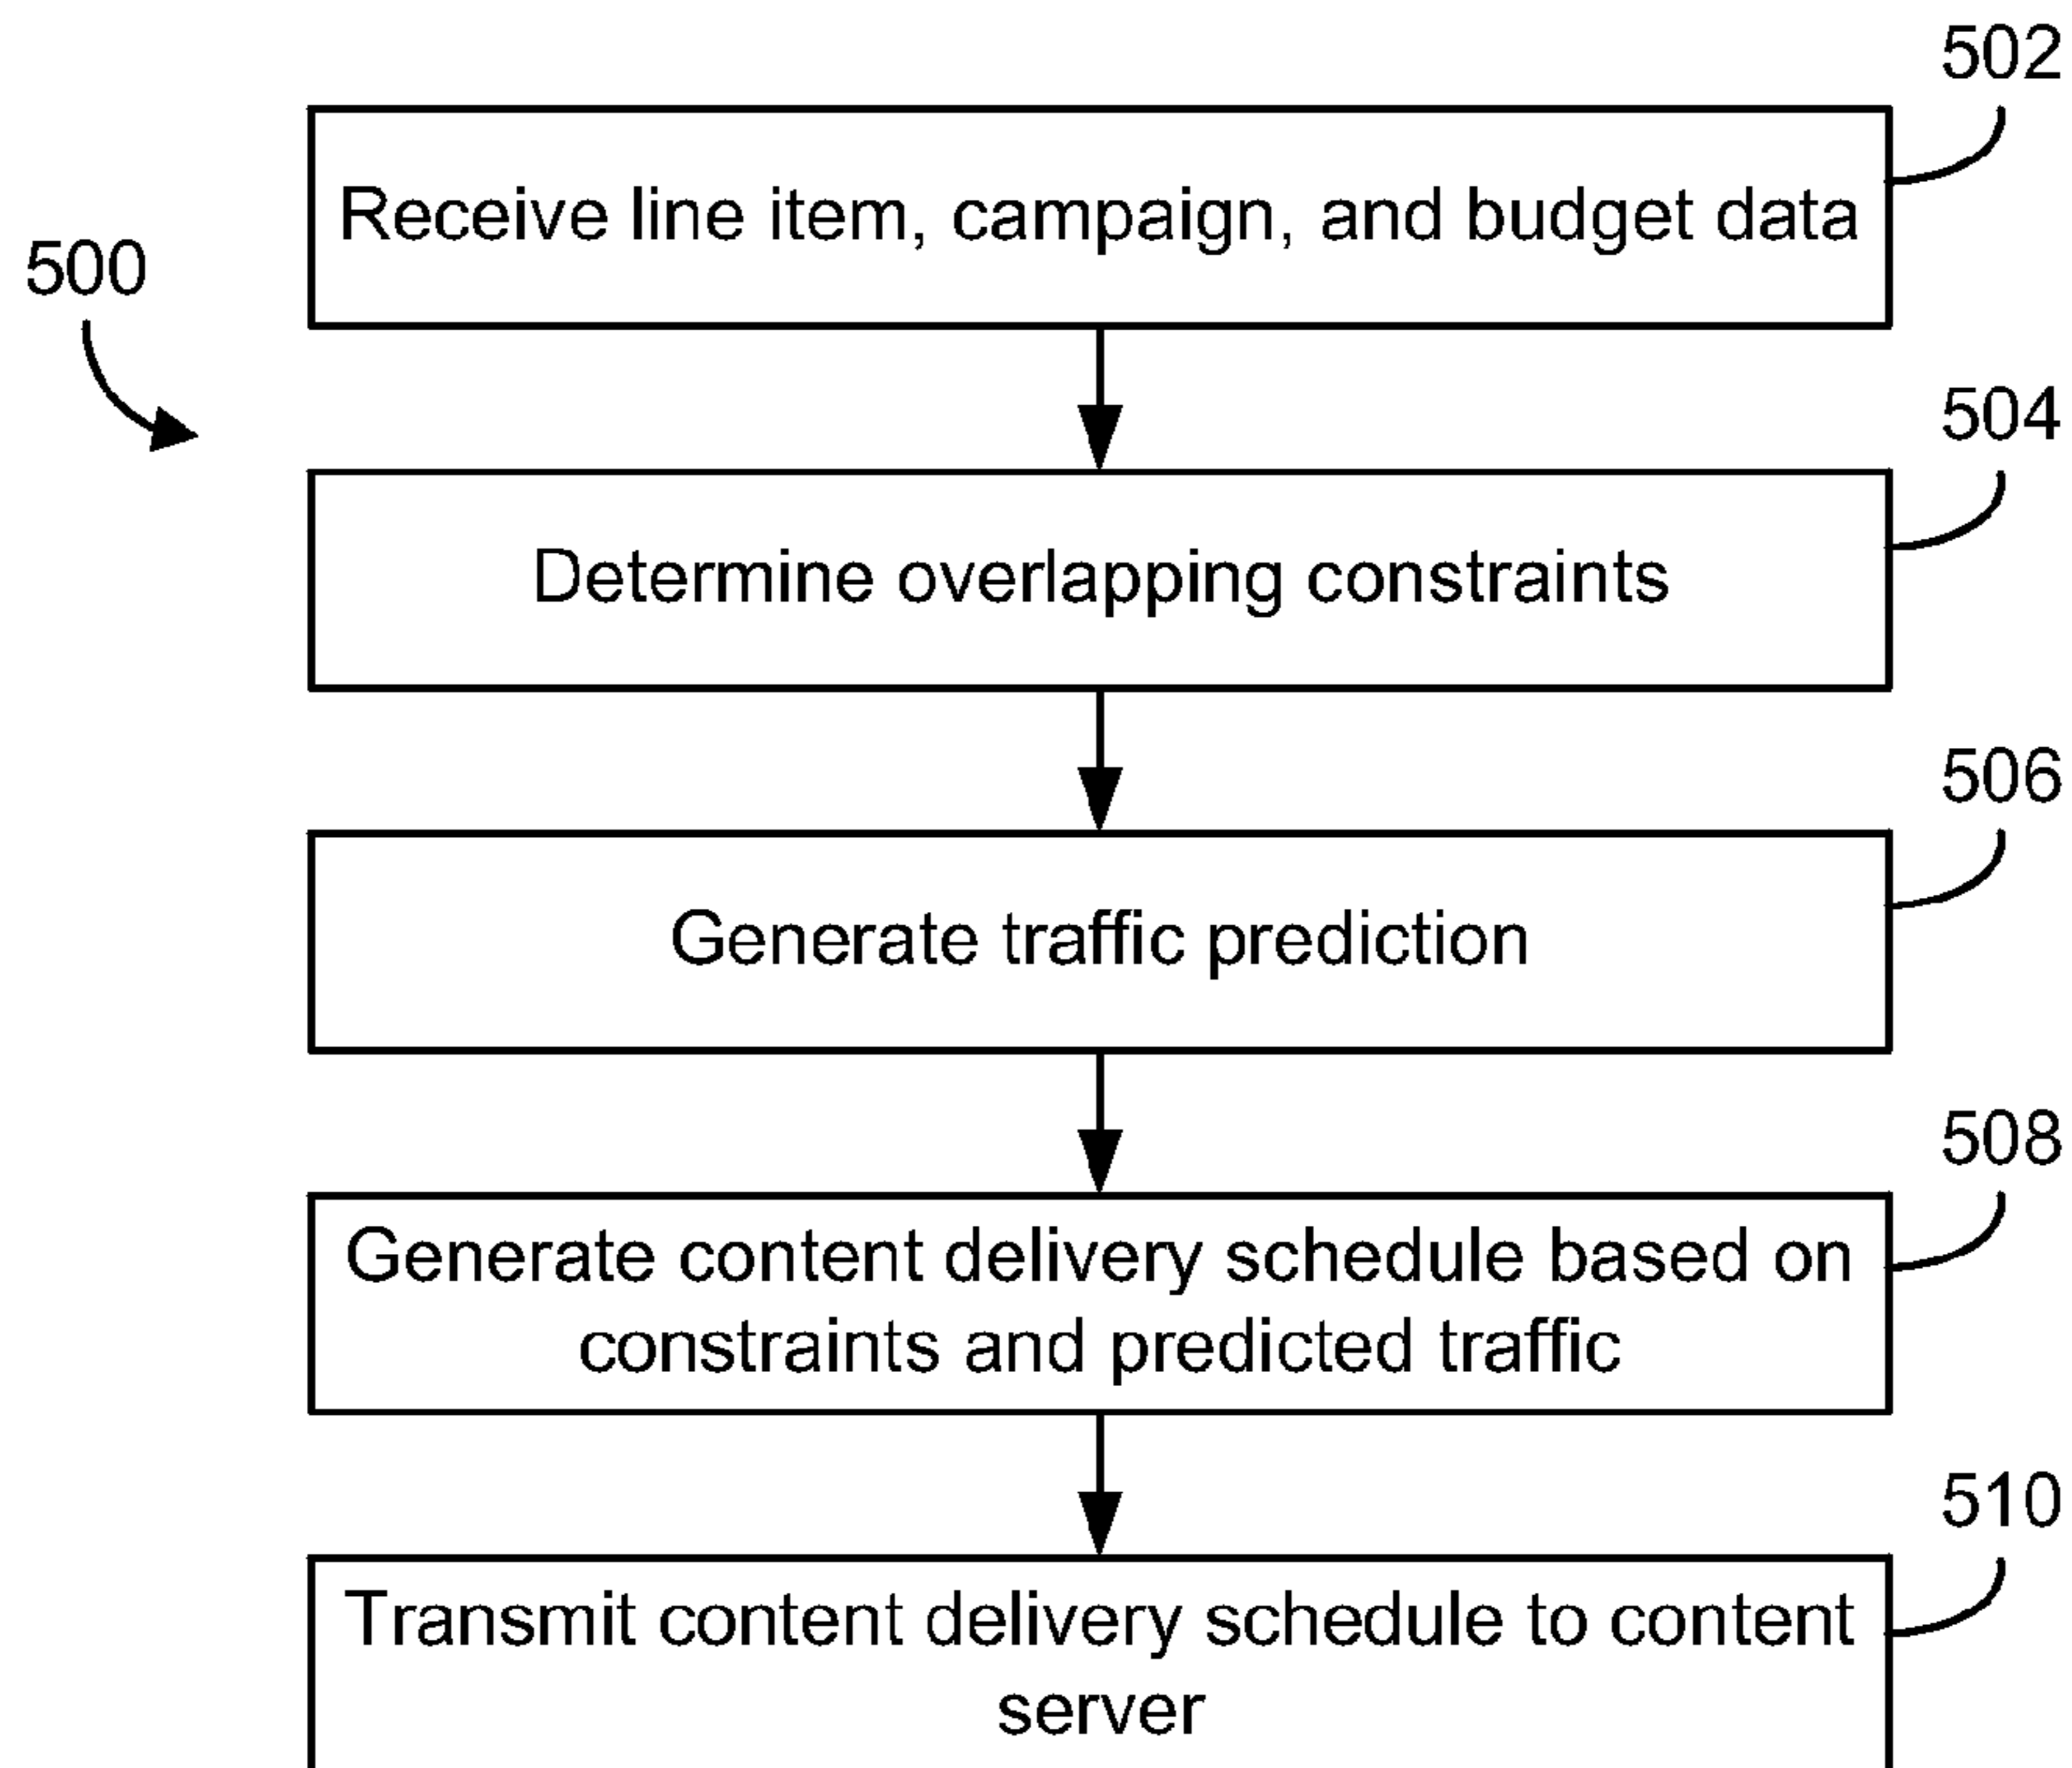 502
Receive line item, campaign, and budget data
500
504
Determine overlapping constraints
506
Generate traffic prediction
508
Generate content delivery schedule based on
constraints and predicted traffic
510
Transmit content delivery schedule to content
server